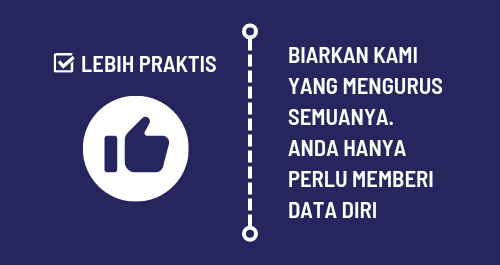 LEBIH PRAKTIS
BIARKAN KAMI
YANG MENGURUS
SEMUANYA.
ANDA HANYA
PERLU MEMBERI
DATA DIRI